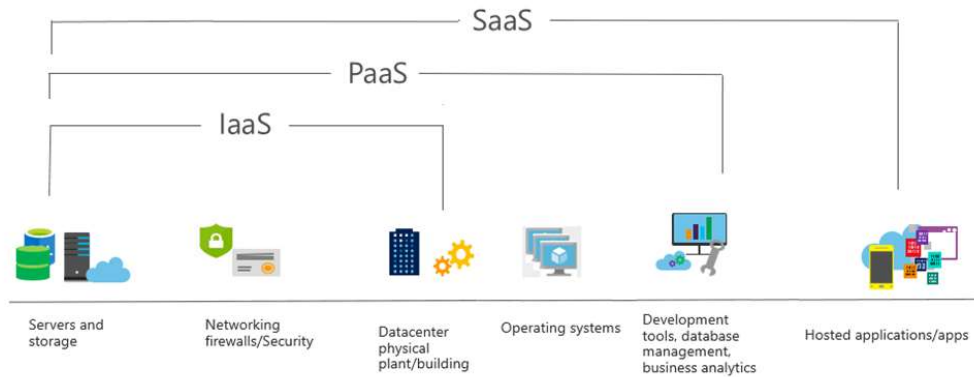 SaaS
PaaS
IaaS
Servers and
storage
Networking
firewalls/Security
Datacenter
physical
plant/building
Operating systems
Development
tools, database
management,
business analytics
Hosted applications/apps